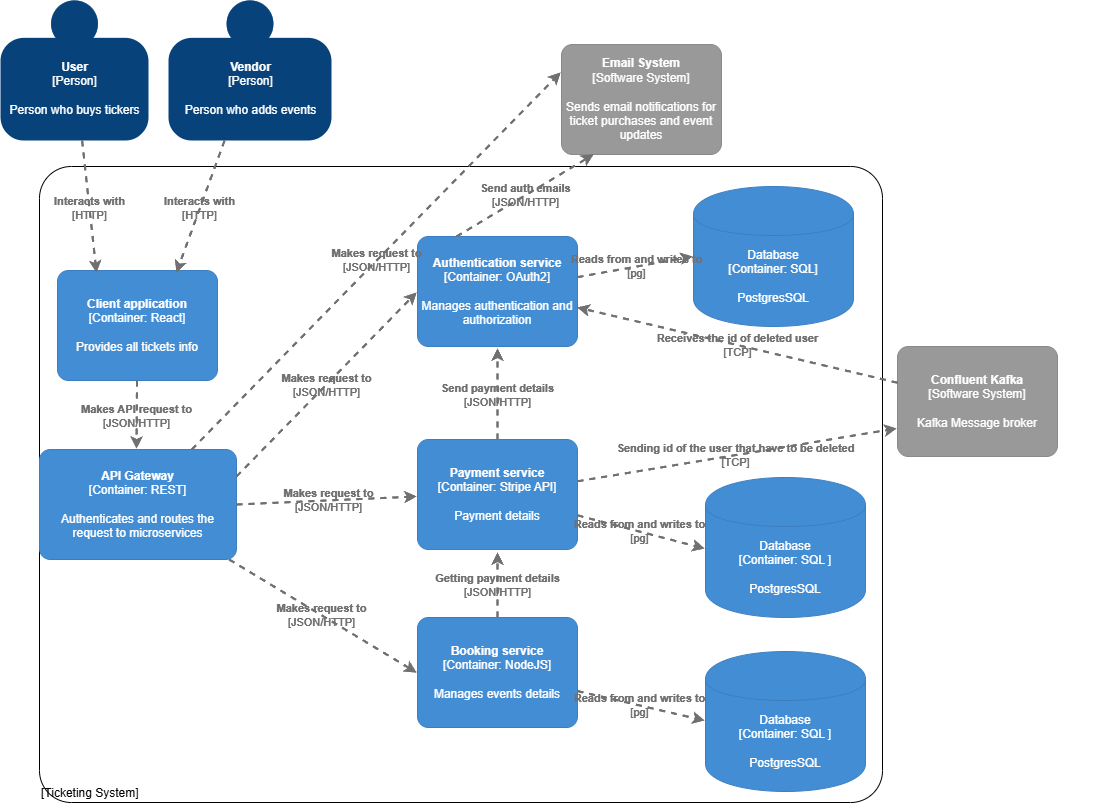 User
[Person]
Person who buys tickers
Vendor
[Person]
Person who adds events
Email System
[Software System]
Sends email notifications for
ticket purchases and event
updates
Interacts with
[HTTP]
Interacts with
[HTTP]
Send auth emails
[JSON/HTTP]
Makes request to
[JSON/HTTP]
Client application
[Container: React]
Provides all tickets info
Authentication service
[Container: OAuth2]
Manages authentication and
authorization
Reads from and writes to
[pg]
Database
[Container: SQL]
PostgresSQL
Receives the id of deleted user
[TCP]
Confluent Kafka
[Software System]
Kafka Message broker
Makes request to
[JSON/HTTP]
Send payment details
[JSON/HTTP]
Makes API request to
[JSON/HTTP]
API Gateway
[Container: REST]
Authenticates and routes the
request to microservices
Makes request to
[JSON/HTTP]
Payment service
[Container: Stripe API]
Payment details
Sending id of the user that have to be deleted
[TCP]
Reads from and writes to
[pg]
Database
[Container: SQL ]
PostgresSQL
Getting payment details
[JSON/HTTP]
Makes request to
[JSON/HTTP]
Booking service
[Container: NodeJS]
Manages events details
Reads from and writes to
[pg]
Database
[Container: SQL ]
PostgresSQL
[Ticketing System]